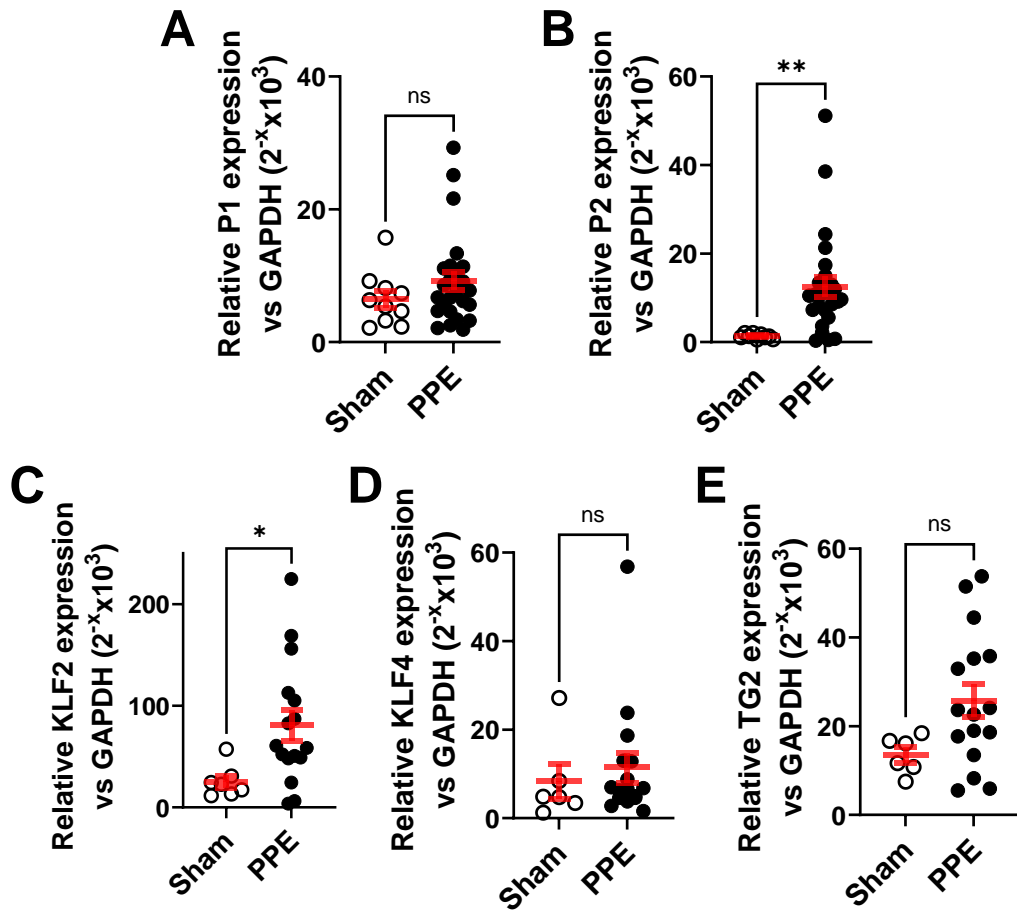 A
Relative P1 expression
vs GAPDH (2⁻ˣx10³)
40
20
0
ns
Sham
PPE
B
Relative P2 expression
vs GAPDH (2⁻ˣx10³)
60
40
20
0
**
Sham
PPE
C
Relative KLF2 expression
vs GAPDH (2⁻ˣx10³)
200
100
0
*
Sham
PPE
D
Relative KLF4 expression
vs GAPDH (2⁻ˣx10³)
60
40
20
0
ns
Sham
PPE
E
Relative TG2 expression
vs GAPDH (2⁻ˣx10³)
60
40
20
0
ns
Sham
PPE